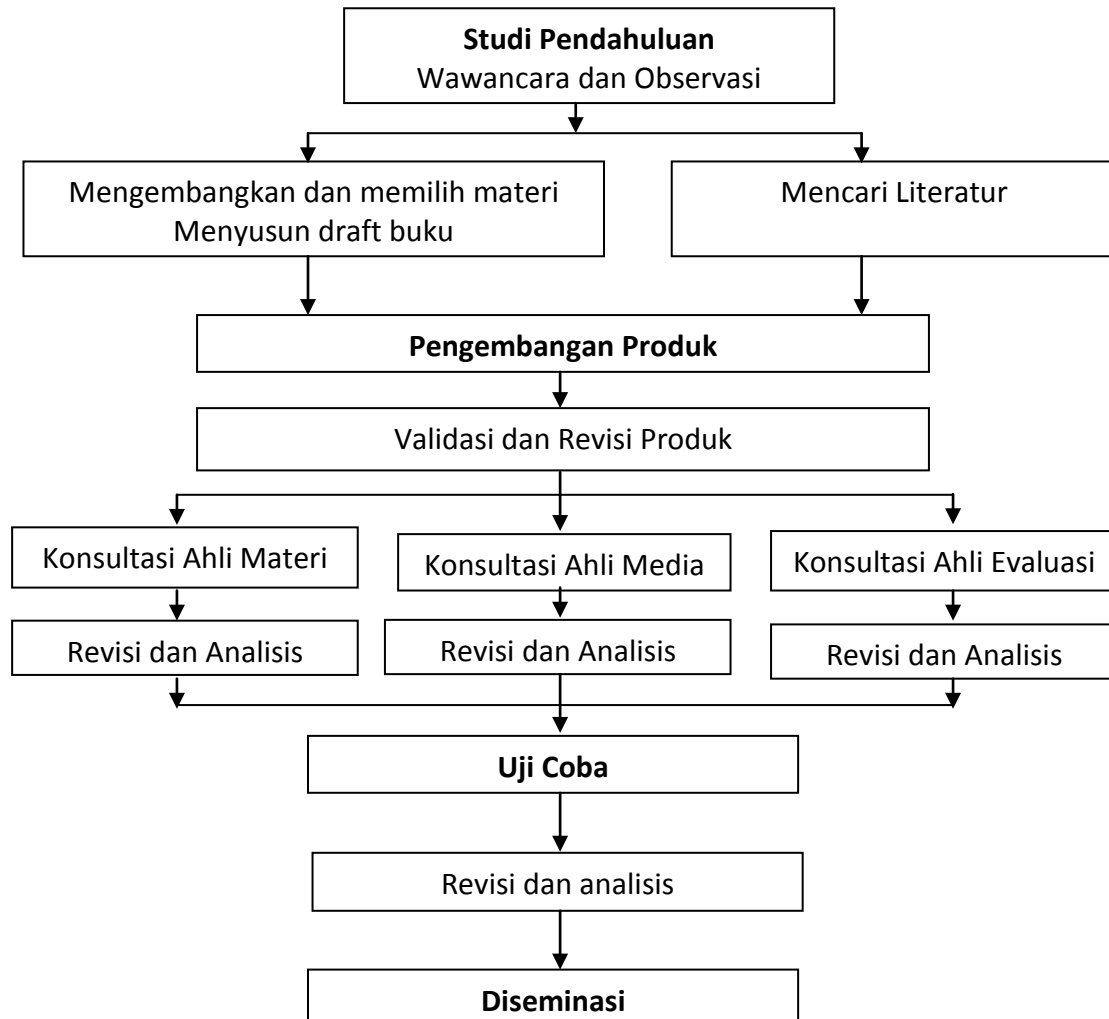 Studi Pendahuluan
Wawancara dan Observasi
Mengembangkan dan memilih materi
Menyusun draft buku
Mencari Literatur
Pengembangan Produk
Validasi dan Revisi Produk
Konsultasi Ahli Materi
Konsultasi Ahli Media
Konsultasi Ahli Evaluasi
Revisi dan Analisis
Revisi dan Analisis
Revisi dan Analisis
Uji Coba
Revisi dan analisis
Diseminasi